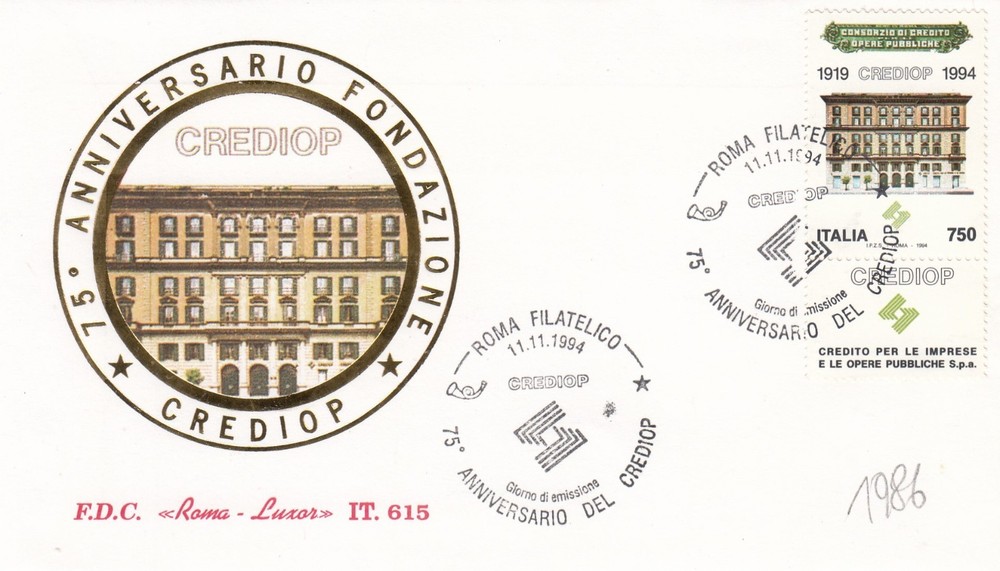 75° ANNIVERSARIO FONDAZIONE
CREDIOP
CREDIOP
F.D.C. «Roma - Luxor» IT. 615
ROMA FILATELICO
11.11.1994
CREDIOP
Giorno di emissione
75° ANNIVERSARIO DEL CREDIOP
ROMA FILATELICO
11.11.1994
CREDIOP
Giorno di emissione
75° ANNIVERSARIO DEL CREDIOP
CONSORZIO DI CREDITO
OPERE PUBBLICHE
1919 CREDIOP 1994
ITALIA I.P.Z.S. ROMA - 1994 750
CREDIOP
CREDITO PER LE IMPRESE
E LE OPERE PUBBLICHE S.p.a.
1986